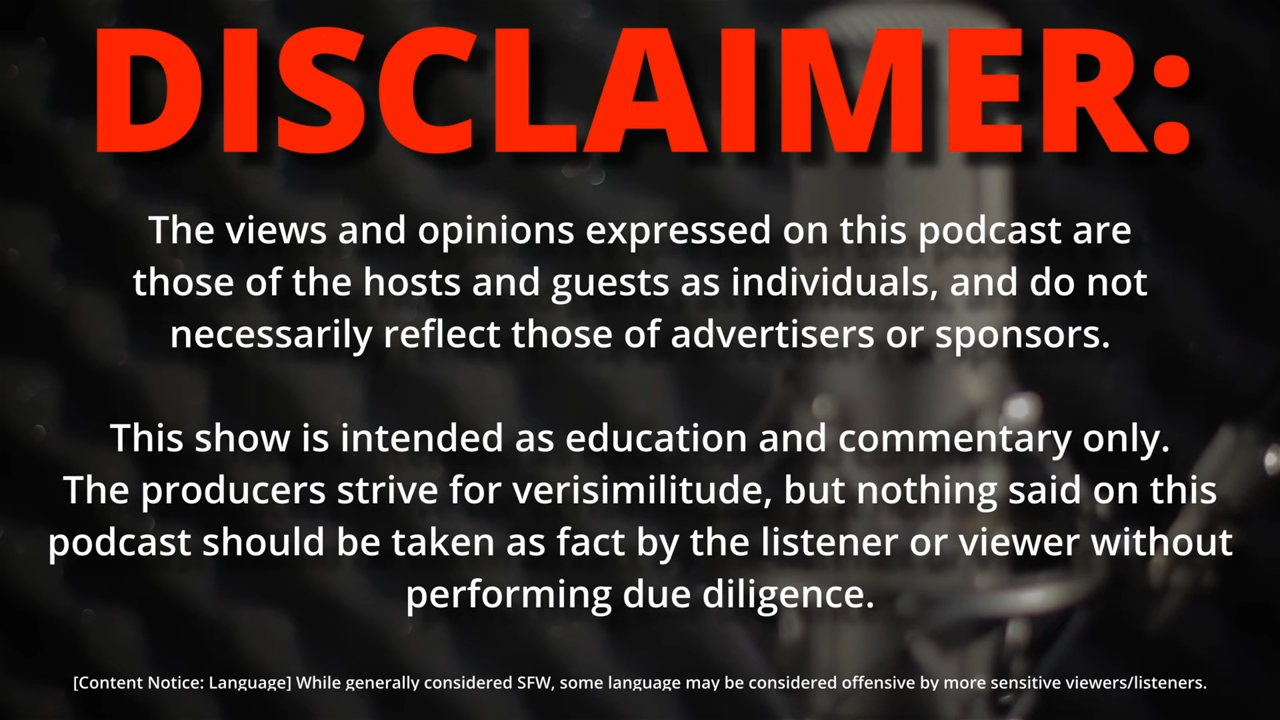 DISCLAIMER:
The views and opinions expressed on this podcast are
those of the hosts and guests as individuals, and do not
necessarily reflect those of advertisers or sponsors.
This show is intended as education and commentary only.
The producers strive for verisimilitude, but nothing said on this
podcast should be taken as fact by the listener or viewer without
performing due diligence.
[Content Notice: Language] While generally considered SFW, some language may be considered offensive by more sensitive viewers/listeners.